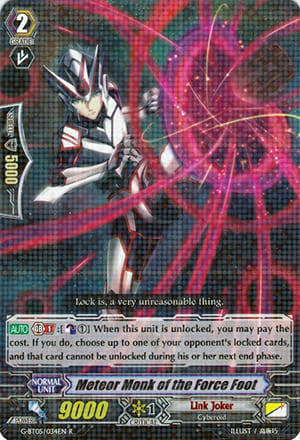 2
GRADE
5000
Lock is, a very unreasonable thing.
AUTO GB 1 :[ 1] When this unit is unlocked, you may pay the
cost. If you do, choose up to one of your opponent's locked cards,
and that card cannot be unlocked during his or her next end phase.
NORMAL UNIT
Meteor Monk of the Force Foot
POWER
9000
1
CRITICAL
Link Joker
Cyberoid
G-BT05/034EN R
ILLUST /